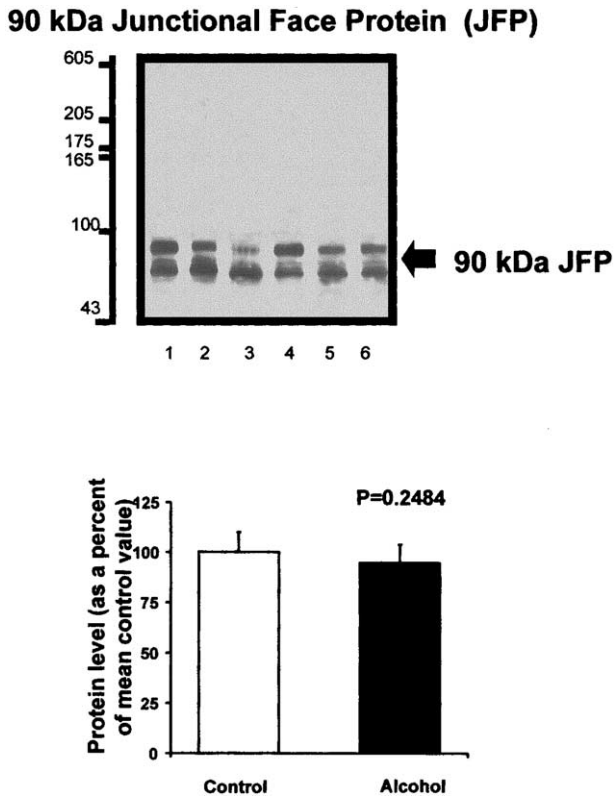 90 kDa Junctional Face Protein (JFP)
605
205
175
165
100
43
90 kDa JFP
1 2 3 4 5 6
Protein level (as a percent
of mean control value)
125
100
75
50
25
0
P=0.2484
Control Alcohol